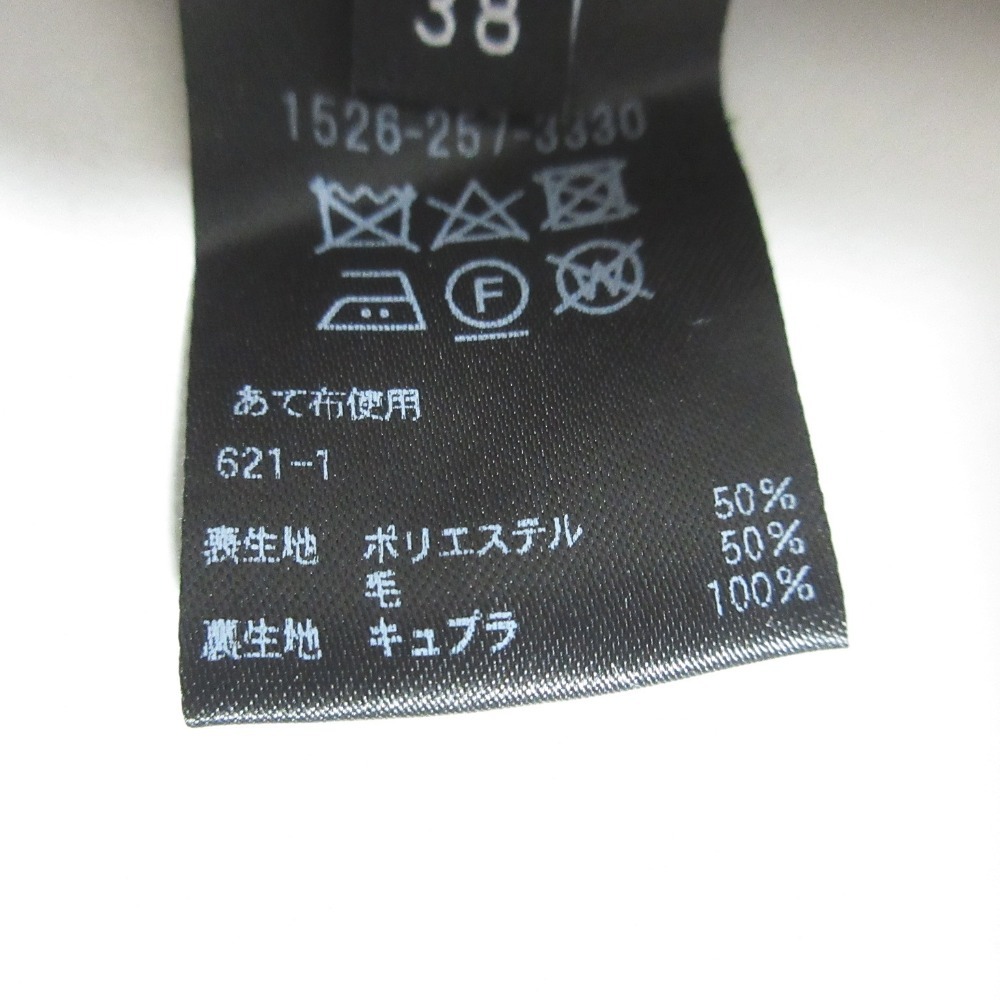 38
1526-257-3330
F W
あて布使用
621-1
表生地 ポリエステル 50%
毛 50%
裏生地 キュプラ 100%